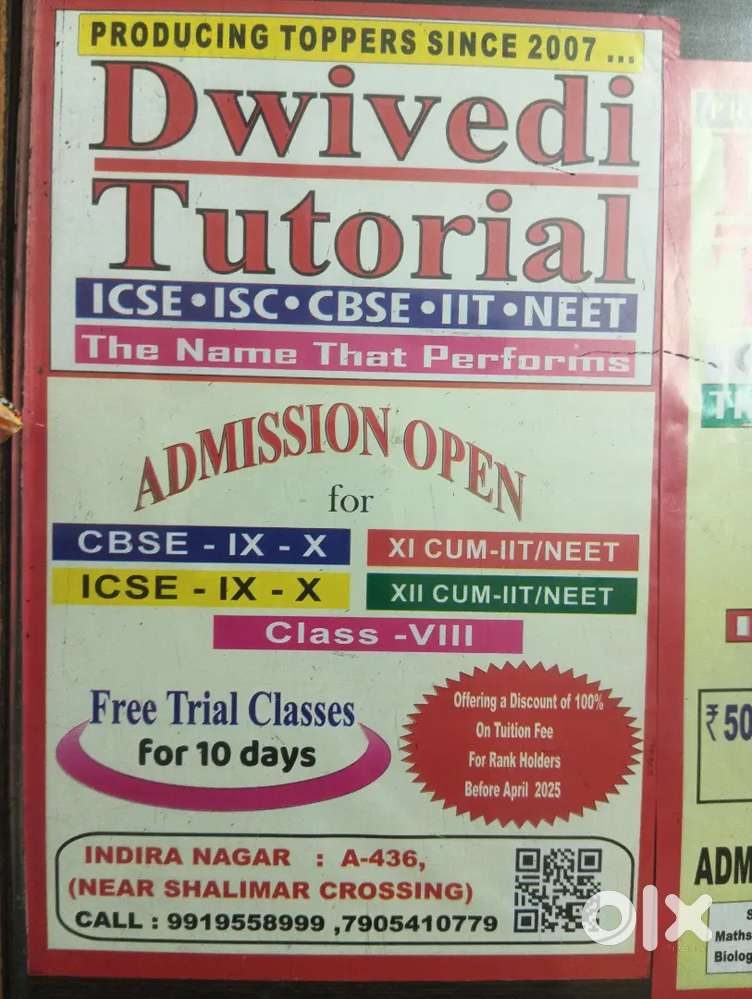 PRODUCING TOPPERS SINCE 2007 ...
Dwivedi
Tutorial
ICSE • ISC • CBSE • IIT • NEET
The Name That Performs
ADMISSION OPEN
for
CBSE - IX - X
XI CUM-IIT/NEET
ICSE - IX - X
XII CUM-IIT/NEET
Class -VIII
Free Trial Classes
for 10 days
Offering a Discount of 100%
On Tuition Fee
For Rank Holders
Before April 2025
INDIRA NAGAR : A-436,
(NEAR SHALIMAR CROSSING)
CALL : 9919558999 ,7905410779
olx
₹50
ADM
Maths
Biolog